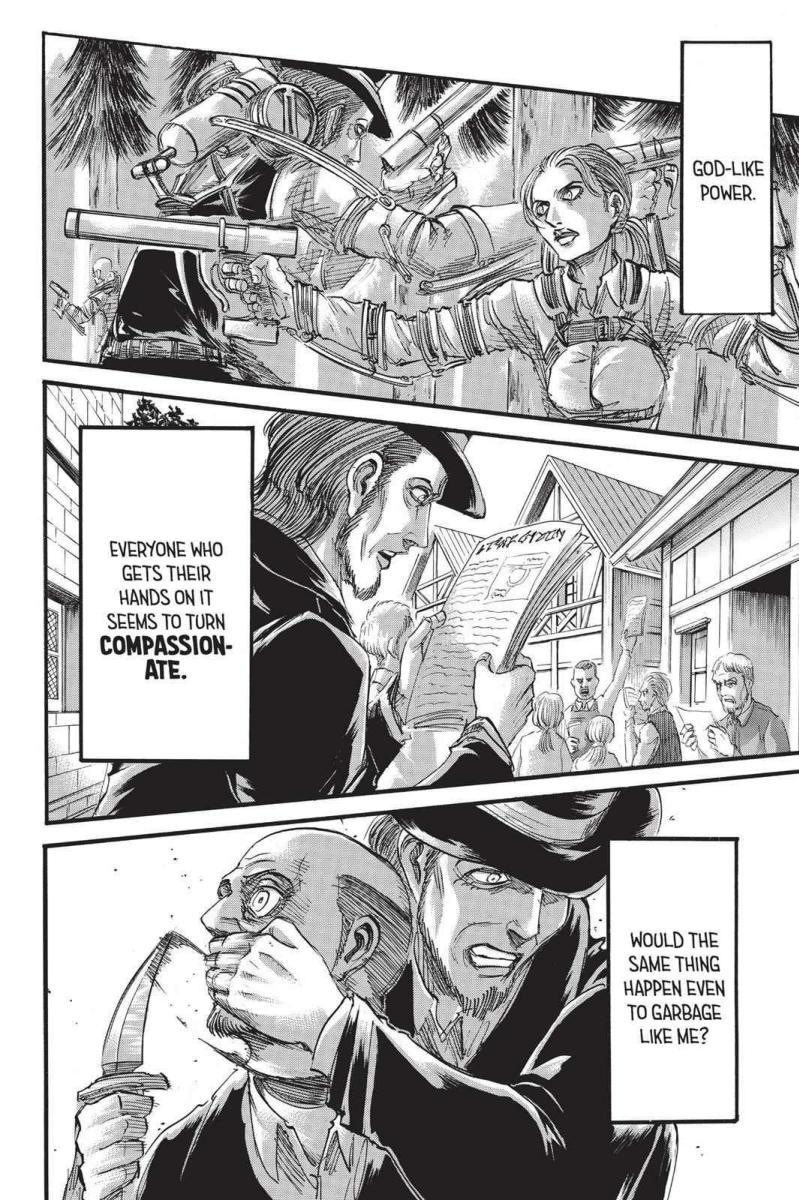 GOD-LIKE
POWER.
EVERYONE WHO
GETS THEIR
HANDS ON IT
SEEMS TO TURN
COMPASSION-
ATE.
WOULD THE
SAME THING
HAPPEN EVEN
TO GARBAGE
LIKE ME?